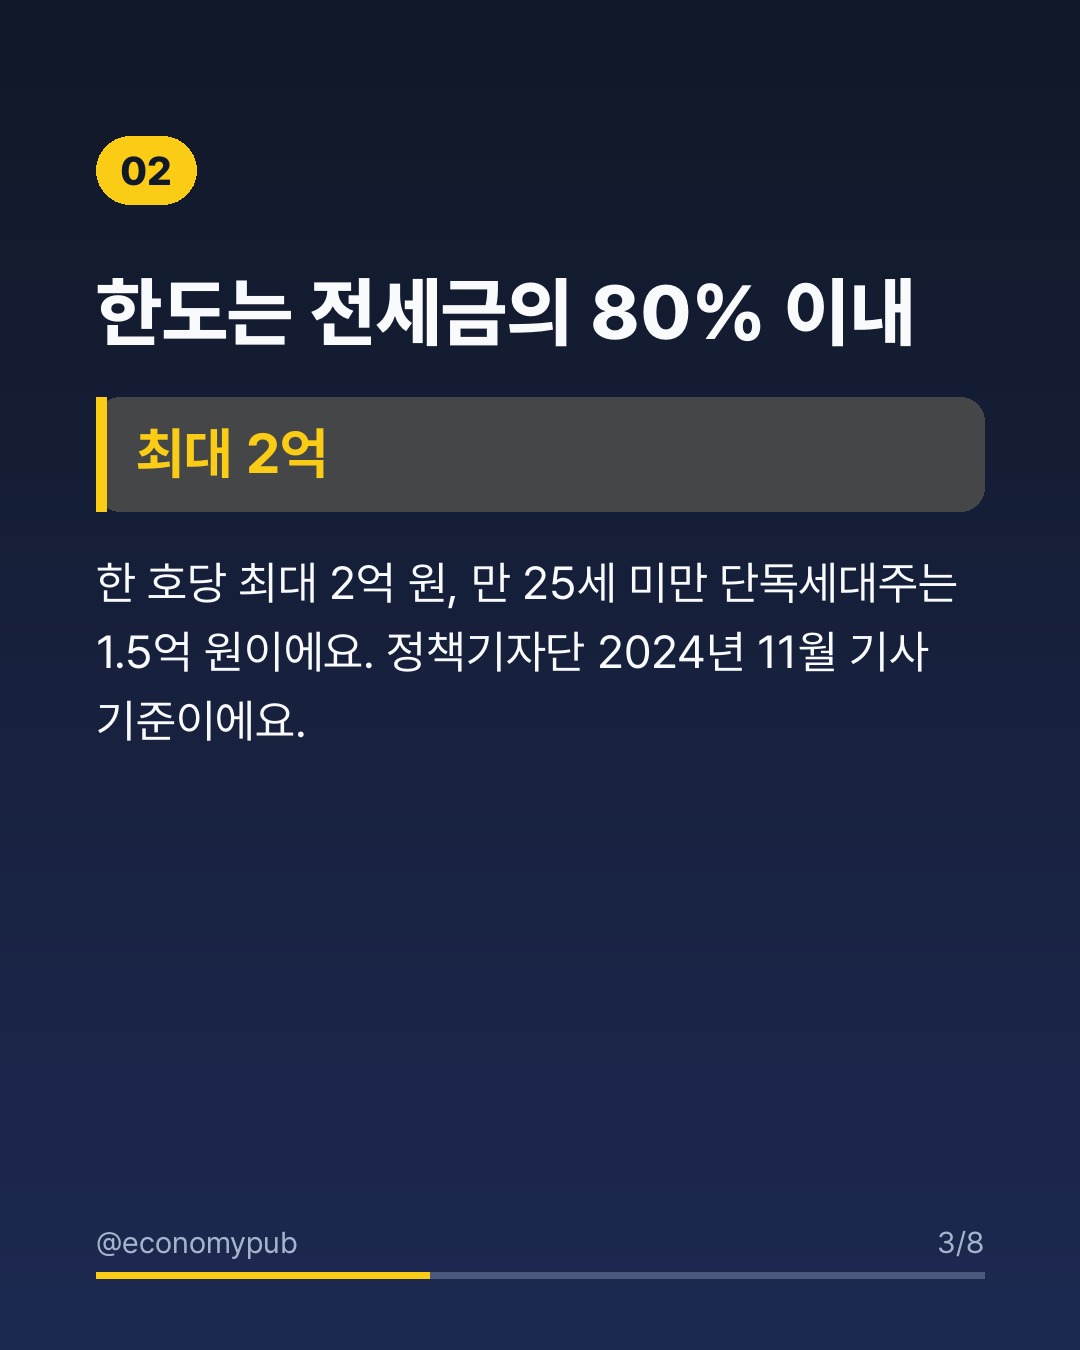 02
한도는 전세금의 80% 이내
최대 2억
한 호당 최대 2억 원, 만 25세 미만 단독세대주는
1.5억 원이에요. 정책기자단 2024년 11월 기사
기준이에요.
@economypub
3/8